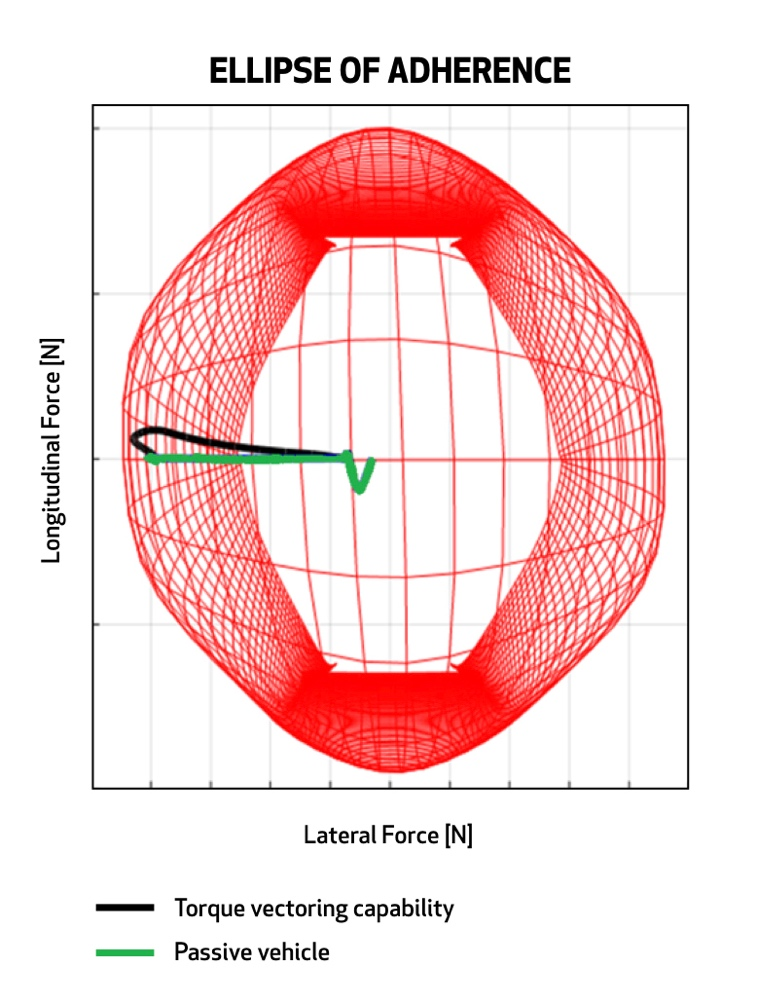 ELLIPSE OF ADHERENCE
Longitudinal Force [N]
Lateral Force [N]
Torque vectoring capability
Passive vehicle